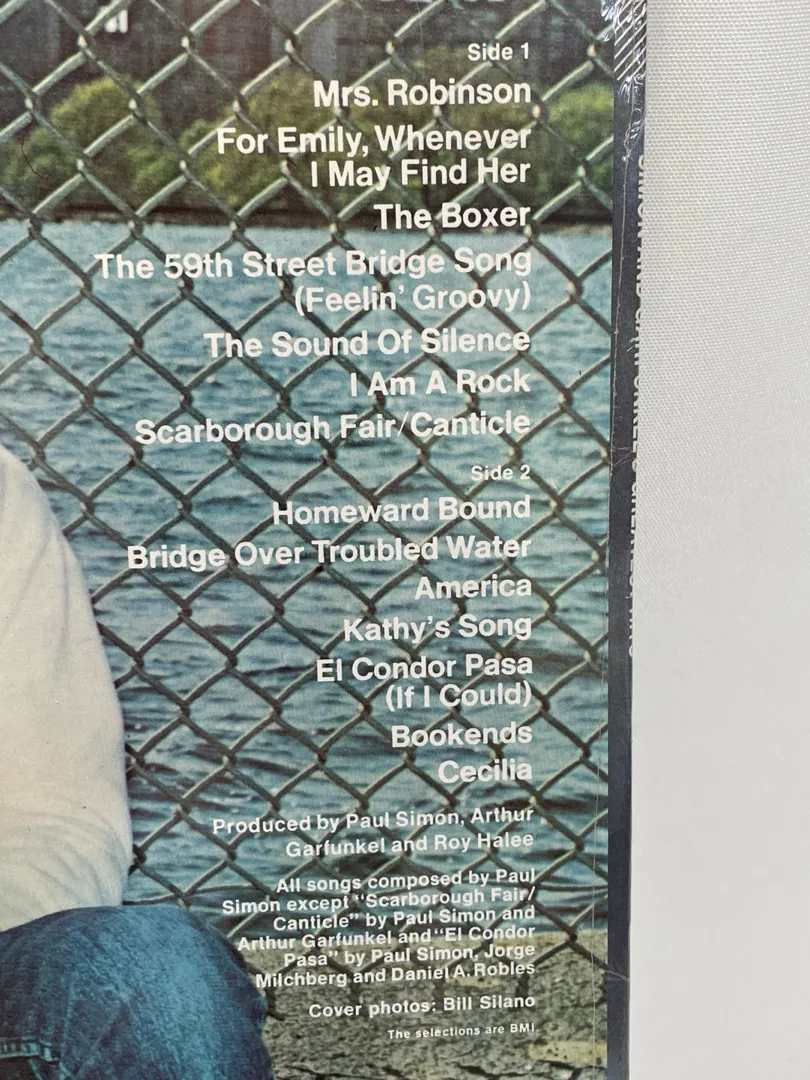 Side 1
Mrs. Robinson
For Emily, Whenever
I May Find Her
The Boxer
The 59th Street Bridge Song
(Feelin' Groovy)
The Sound Of Silence
I Am A Rock
Scarborough Fair/Canticle
Side 2
Homeward Bound
Bridge Over Troubled Water
America
Kathy's Song
El Condor Pasa
(If I Could)
Bookends
Cecilia
Produced by Paul Simon, Arthur
Garfunkel and Roy Halee
All songs composed by Paul
Simon except "Scarborough Fair/
Canticle" by Paul Simon and
Arthur Garfunkel and "El Condor
Pasa" by Paul Simon, Jorge
Milchberg and Daniel A. Robles
Cover photos: Bill Silano
The selections are BMI.